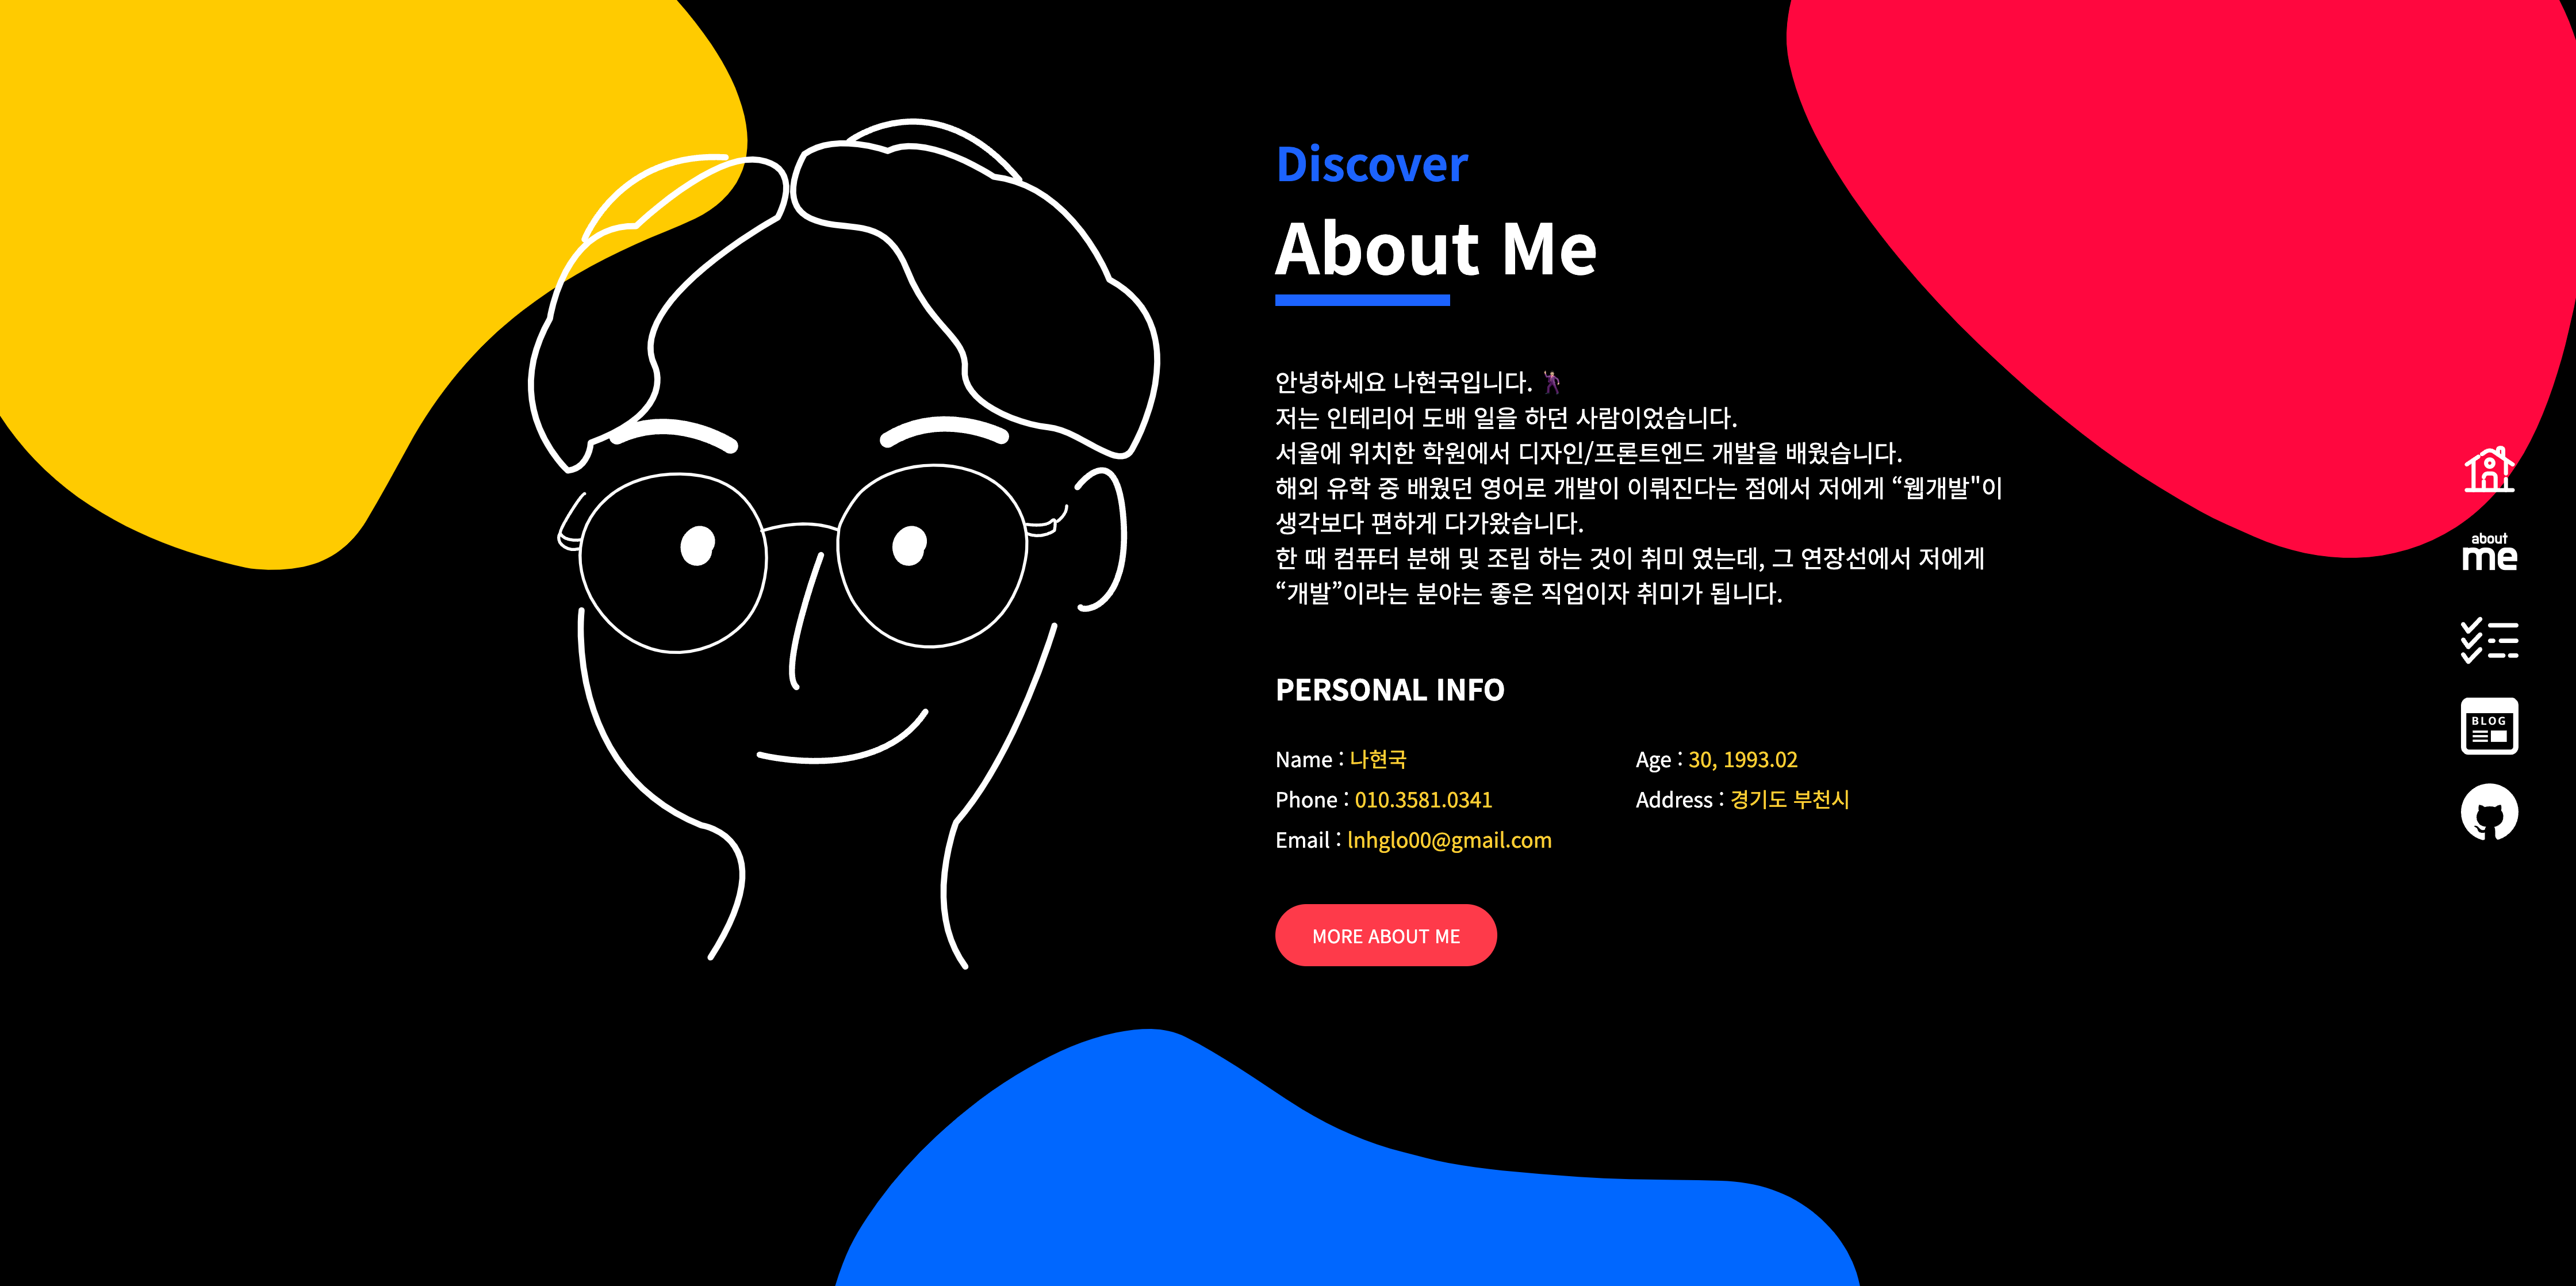 Discover
About Me
안녕하세요 나현국입니다. 🕺
저는 인테리어 도배 일을 하던 사람이었습니다.
서울에 위치한 학원에서 디자인/프론트엔드 개발을 배웠습니다.
해외 유학 중 배웠던 영어로 개발이 이뤄진다는 점에서 저에게 “웹개발"이
생각보다 편하게 다가왔습니다.
한 때 컴퓨터 분해 및 조립 하는 것이 취미 였는데, 그 연장선에서 저에게
“개발”이라는 분야는 좋은 직업이자 취미가 됩니다.
PERSONAL INFO
Name : 나현국
Age : 30, 1993.02
Phone : 010.3581.0341
Address : 경기도 부천시
Email : lnhglo00@gmail.com
MORE ABOUT ME
about
me
BLOG